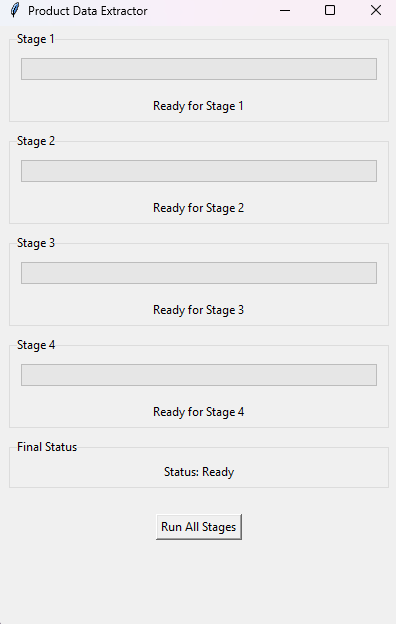 Product Data Extractor
Stage 1
Ready for Stage 1
Stage 2
Ready for Stage 2
Stage 3
Ready for Stage 3
Stage 4
Ready for Stage 4
Final Status
Status: Ready
Run All Stages